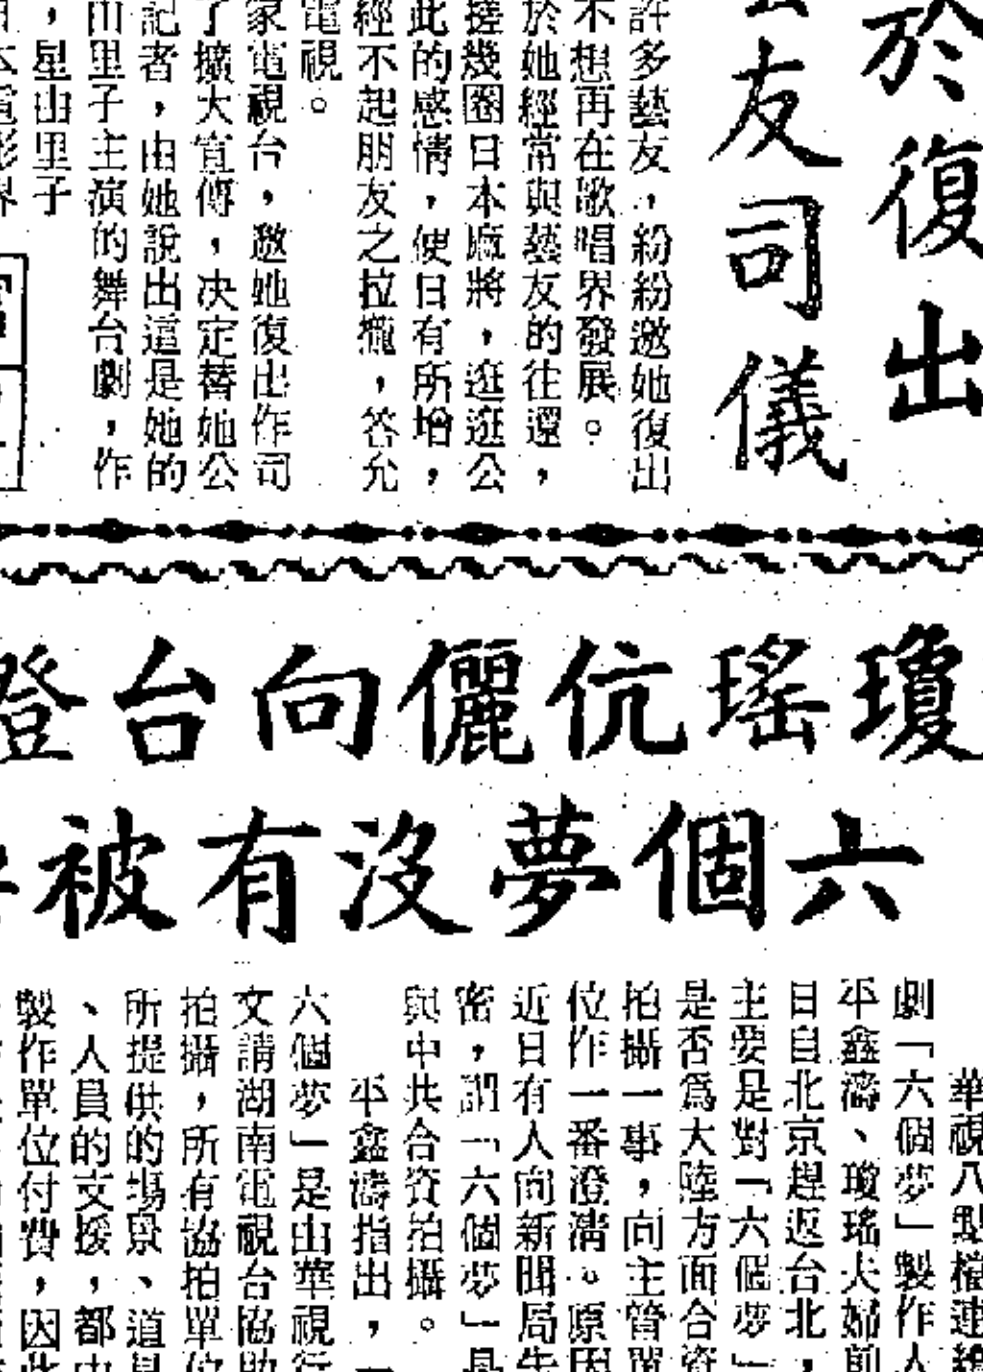 於復出
友司儀
許多藝友，紛紛邀她復出
不想再在歌唱界發展。
於她經常與藝友的往還，
搓幾圈日本麻將，逛逛公
此的感情，使日有所增，
經不起朋友之拉攏，答允
電視。
家電視台，邀她復出作司
了擴大宣傳，決定替她公
記者，由她說出這是她的
由里子主演的舞台劇，作
，星由里子
日本電影界
瓊瑤伉儷向台登
六個夢沒有被
華視八點檔連續
劇「六個夢」製作人
平鑫濤、瓊瑤夫婦前
日自北京趕返台北，
主要是對「六個夢」
是否為大陸方面合資
拍攝一事，向主管單
位作一番澄清。原因
近日有人向新聞局告
密，謂「六個夢」是
與中共合資拍攝。
平鑫濤指出，「
六個夢」是由華視行
文請湖南電視台協助
拍攝，所有協拍單位
所提供的場景、道具
、人員的支援，都由
製作單位付費，因此